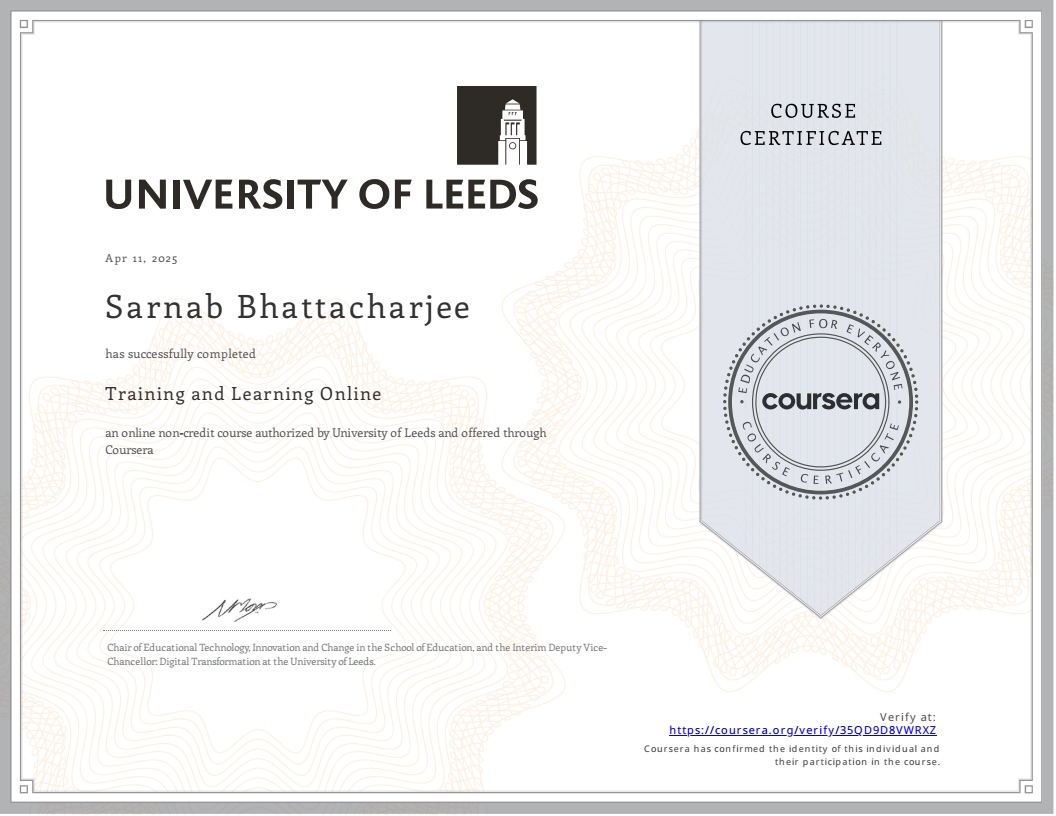 COURSE
CERTIFICATE
UNIVERSITY OF LEEDS
Apr 11, 2025
Sarnab Bhattacharjee
has successfully completed
Training and Learning Online
an online non-credit course authorized by University of Leeds and offered through
Coursera
EDUCATION FOR EVERYONE
coursera
COURSE CERTIFICATE
Chair of Educational Technology, Innovation and Change in the School of Education, and the Interim Deputy Vice-
Chancellor: Digital Transformation at the University of Leeds.
Verify at:
https://coursera.org/verify/35QD9D8VWRXZ
Coursera has confirmed the identity of this individual and
their participation in the course.